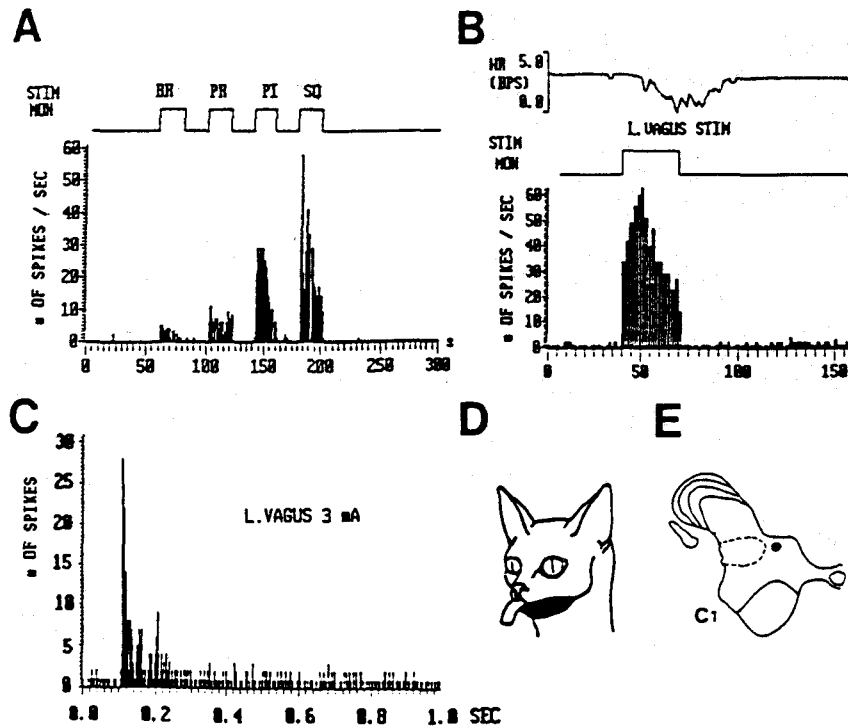 A
STIM
MON
BR PR PI SQ
# OF SPIKES / SEC
60
50
40
30
20
10
0
0 50 100 150 200 250 300
s
B
HR
(BPS)
5.0
0.0
L.VAGUS STIM
STIM
MON
# OF SPIKES / SEC
60
50
40
30
20
10
0
0 50 100 150
C
# OF SPIKES
30
25
20
15
10
5
0
L.VAGUS 3 mA
0.0 0.2 0.4 0.6 0.8 1.0 SEC
D
E
C1